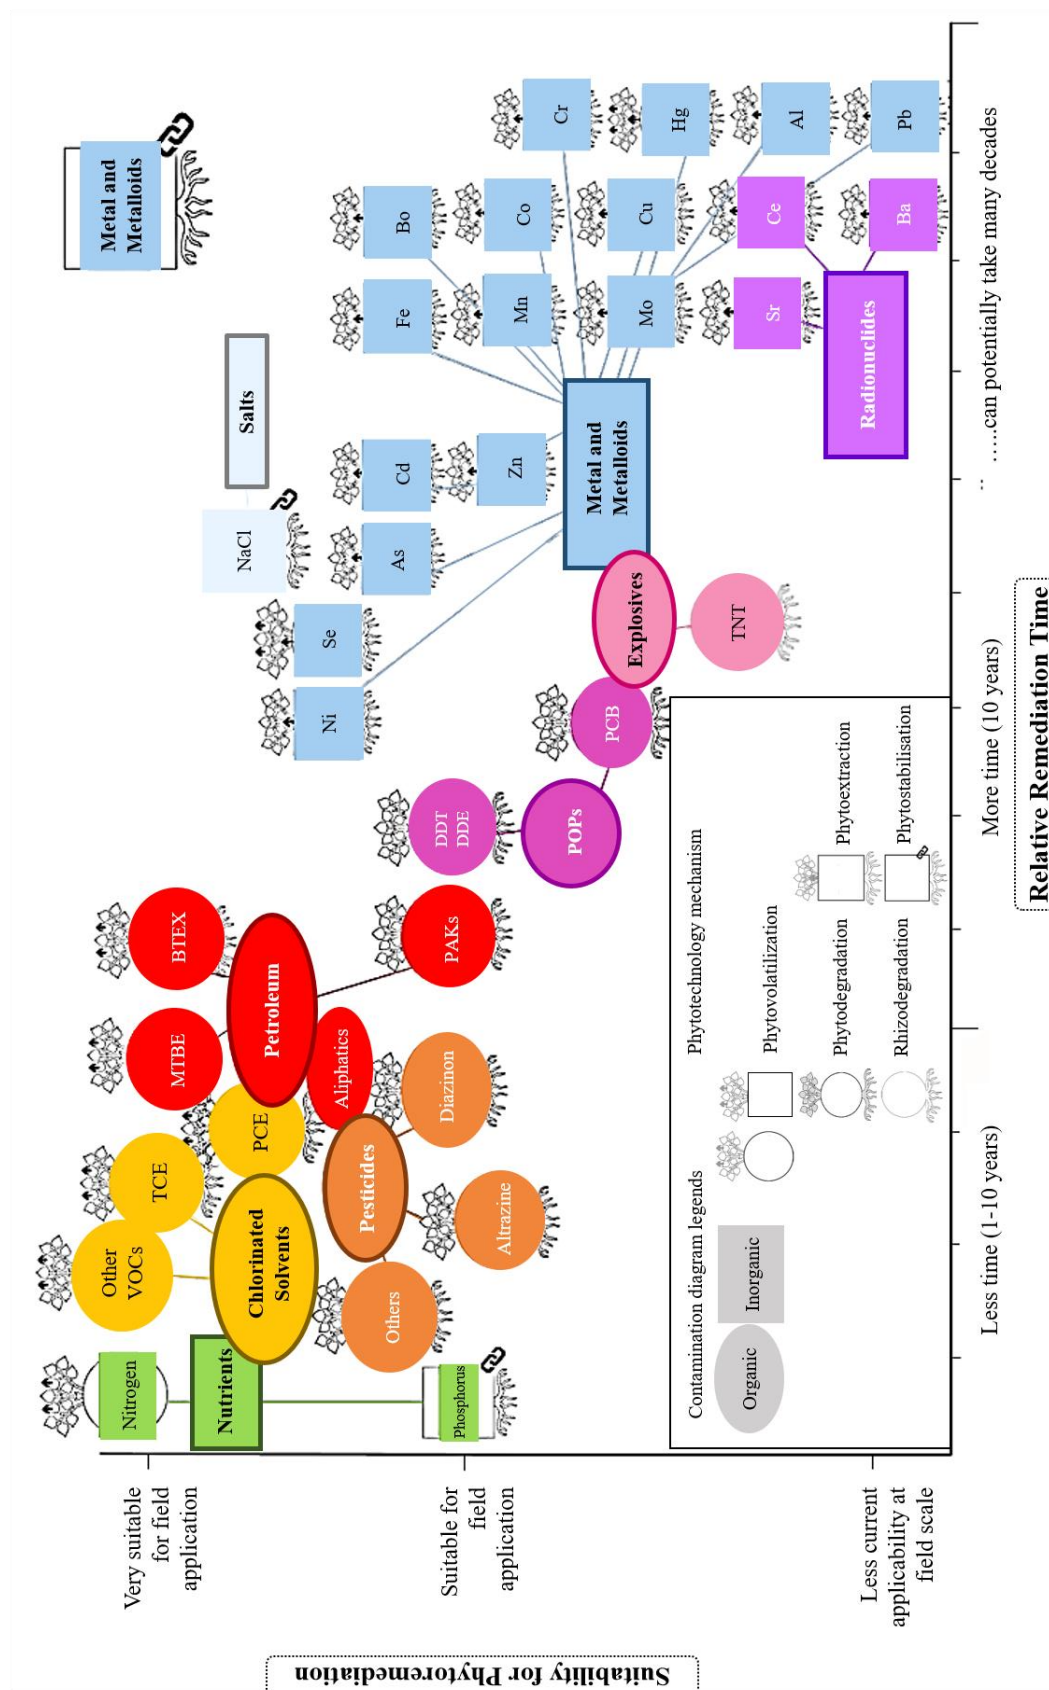 Suitability for Phytoremediation
Very suitable
for field
application
Suitable for
field
application
Less current
applicability at
field scale
Nitrogen
Nutrients
Phosphorus
Other
VOCs
TCE
PCE
Chlorinated
Solvents
MTBE
BTEX
Petroleum
Aliphatics
PAKs
Pesticides
Diazinon
Altrazine
Others
DDT
DDE
POPs
PCB
Explosives
TNT
Ni
Se
As
Cd
Zn
NaCl
Salts
Metal and
Metalloids
Metal and
Metalloids
Fe
Bo
Mn
Co
Cr
Mo
Cu
Hg
Al
Pb
Sr
Ce
Ba
Radionuclides
Contamination diagram legends
Phytotechnology mechanism
Organic
Inorganic
Phytovolatilization
Phytodegradation
Phytoextraction
Rhizodegradation
Phytostabilisation
Less time (1-10 years)
More time (10 years)
.....can potentially take many decades
Relative Remediation Time